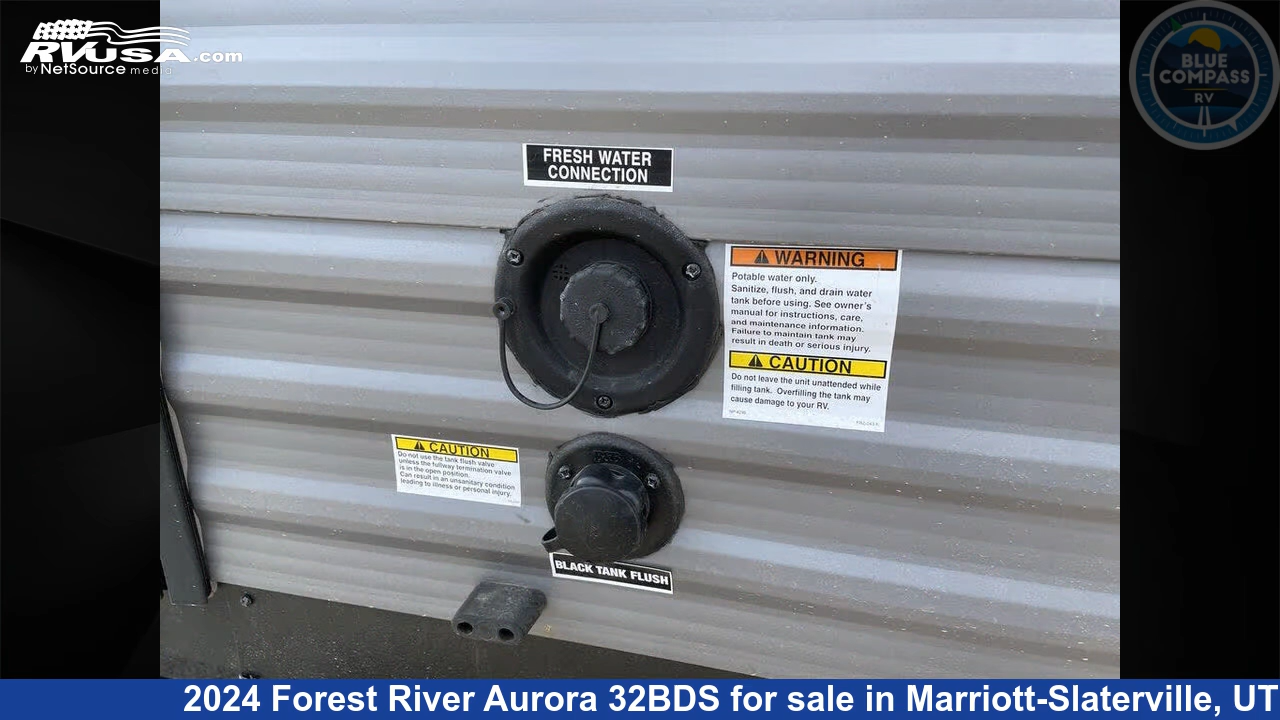 RVUSA.com
by NetSource media
BLUE
COMPASS
RV
FRESH WATER
CONNECTION
WARNING
Potable water only.
Sanitize, flush, and drain water
tank before using. See owner's
manual for instructions, care,
and maintenance information.
Failure to maintain tank may
result in death or serious injury.
CAUTION
Do not leave the unit unattended while
filling tank. Overfilling the tank may
cause damage to your RV.
CAUTION
Do not use the tank flush valve
unless the fullway termination valve
is in the open position.
Can result in an unsanitary condition
leading to illness or personal injury.
BLACK TANK FLUSH
2024 Forest River Aurora 32BDS for sale in Marriott-Slaterville, UT